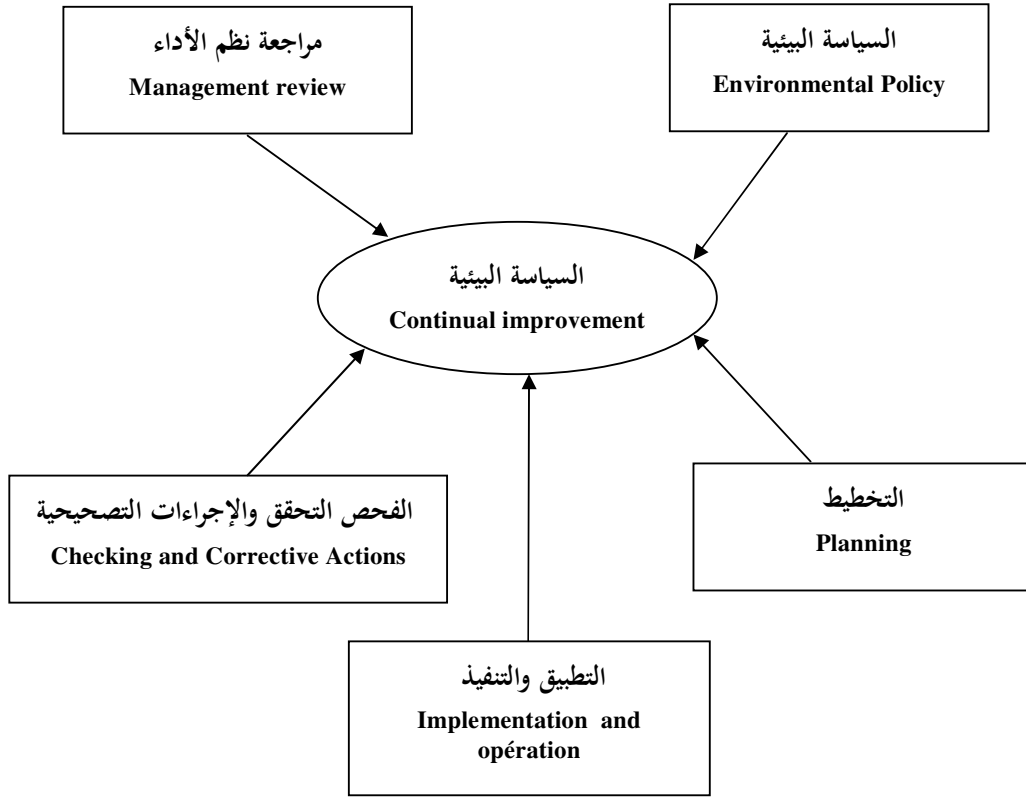 مراجعة نظم الأداء
Management review
السياسة البيئية
Environmental Policy
السياسة البيئية
Continual improvement
الفحص التحقق والإجراءات التصحيحية
Checking and Corrective Actions
التخطيط
Planning
التطبيق والتنفيذ
Implementation and
opération